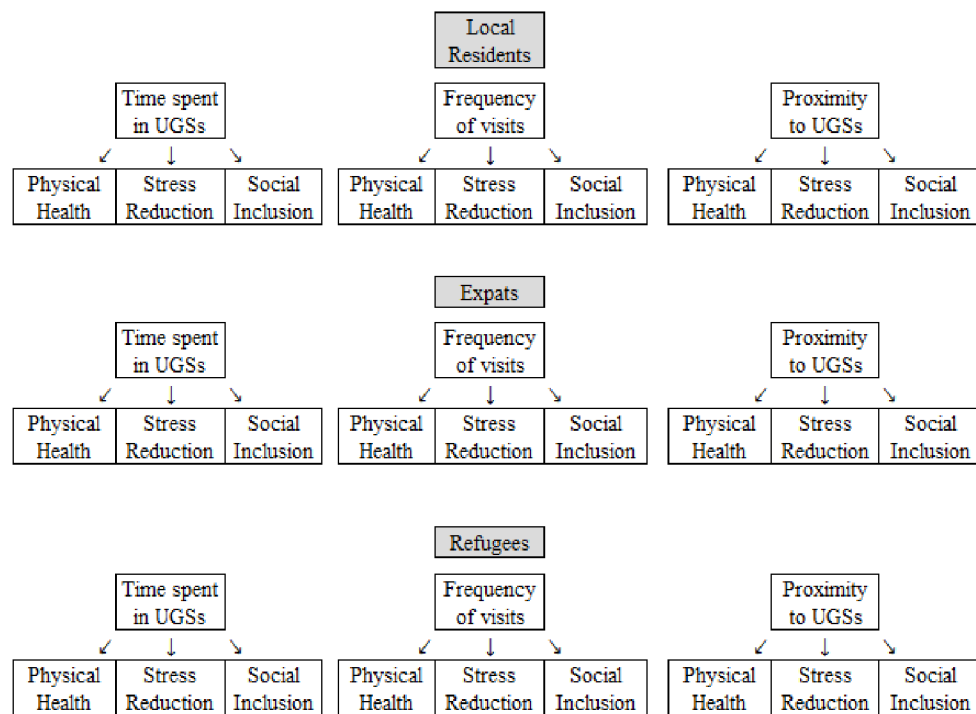 Local
Residents
Time spent
in UGSs
Frequency
of visits
Proximity
to UGSs
↙ ↓ ↘ ↙ ↓ ↘ ↙ ↓ ↘
Physical
Health
Stress
Reduction
Social
Inclusion
Physical
Health
Stress
Reduction
Social
Inclusion
Physical
Health
Stress
Reduction
Social
Inclusion
Expats
Time spent
in UGSs
Frequency
of visits
Proximity
to UGSs
↙ ↓ ↘ ↙ ↓ ↘ ↙ ↓ ↘
Physical
Health
Stress
Reduction
Social
Inclusion
Physical
Health
Stress
Reduction
Social
Inclusion
Physical
Health
Stress
Reduction
Social
Inclusion
Refugees
Time spent
in UGSs
Frequency
of visits
Proximity
to UGSs
↙ ↓ ↘ ↙ ↓ ↘ ↙ ↓ ↘
Physical
Health
Stress
Reduction
Social
Inclusion
Physical
Health
Stress
Reduction
Social
Inclusion
Physical
Health
Stress
Reduction
Social
Inclusion